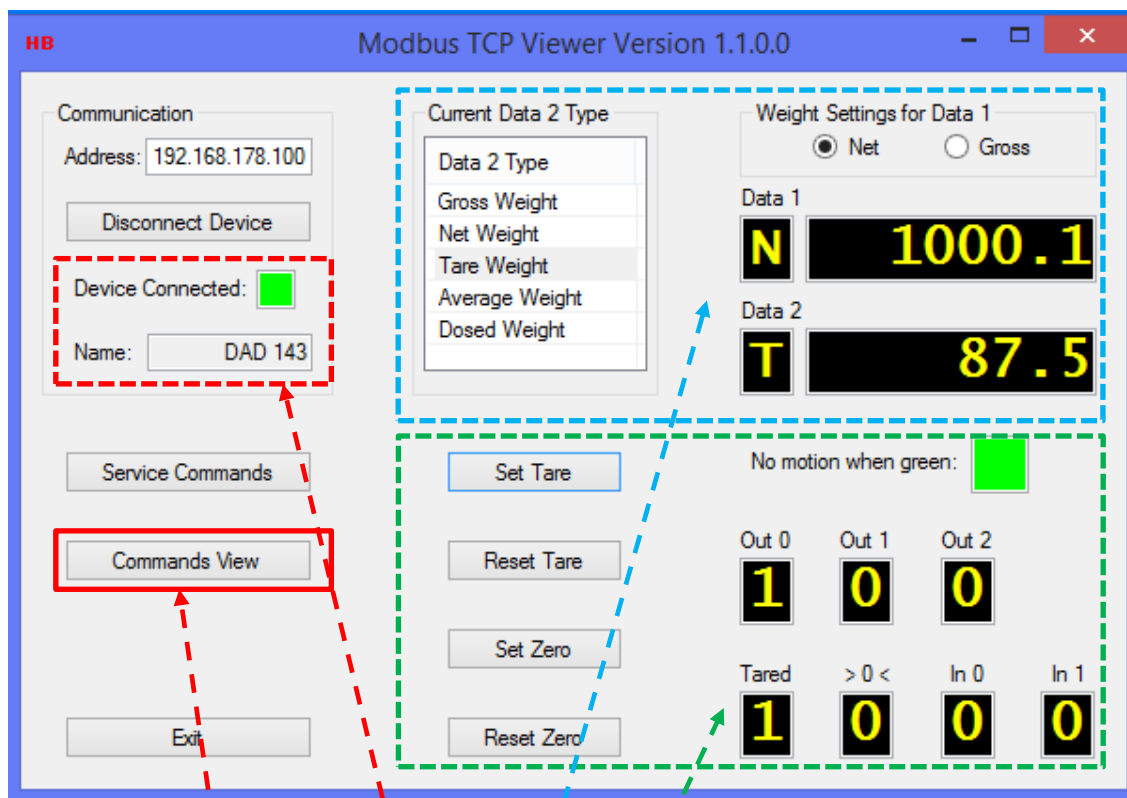 HB
Modbus TCP Viewer Version 1.1.0.0
Communication
Address: 192.168.178.100
Disconnect Device
Device Connected:
Name: DAD 143
Current Data 2 Type
Data 2 Type
Gross Weight
Net Weight
Tare Weight
Average Weight
Dosed Weight
Weight Settings for Data 1
Net Gross
Data 1
N 1000.1
Data 2
T 87.5
Service Commands
Commands View
Exit
Set Tare
Reset Tare
Set Zero
Reset Zero
No motion when green:
Out 0 Out 1 Out 2
1 0 0
Tared > 0 < In 0 In 1
1 0 0 0